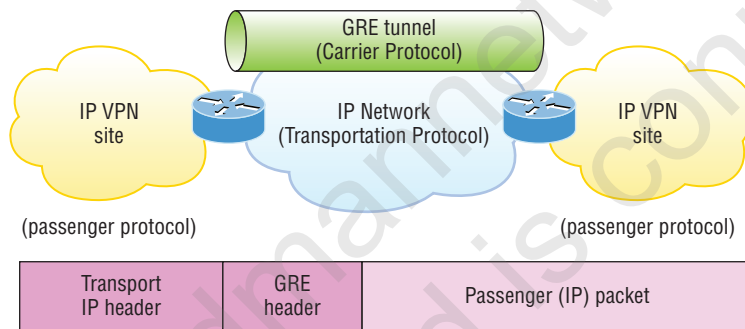 GRE tunnel
(Carrier Protocol)
IP VPN
site
IP Network
(Transportation Protocol)
IP VPN
site
(passenger protocol)
(passenger protocol)
Transport
IP header
GRE
header
Passenger (IP) packet